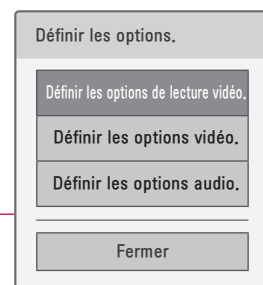 Définir les options.
Définir les options de lecture vidéo.
Définir les options vidéo.
Définir les options audio.
Fermer